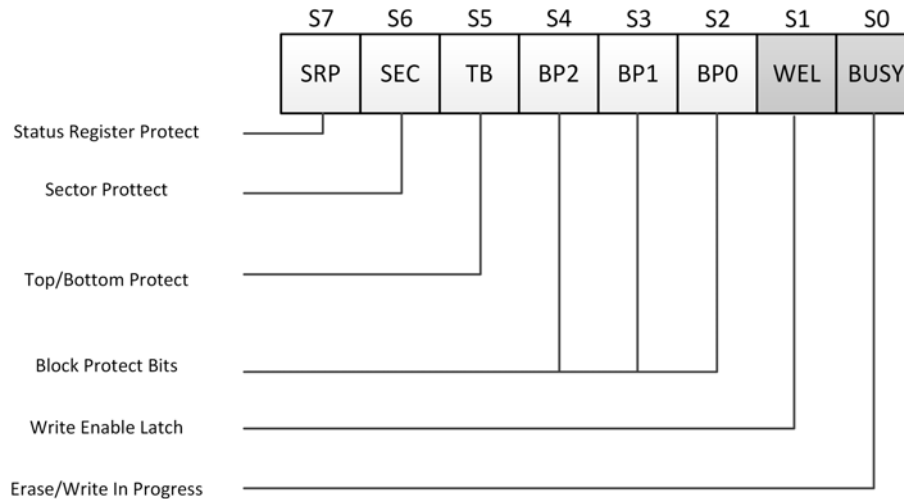 S7 S6 S5 S4 S3 S2 S1 S0
SRP SEC TB BP2 BP1 BP0 WEL BUSY
Status Register Protect
Sector Prottect
Top/Bottom Protect
Block Protect Bits
Write Enable Latch
Erase/Write In Progress